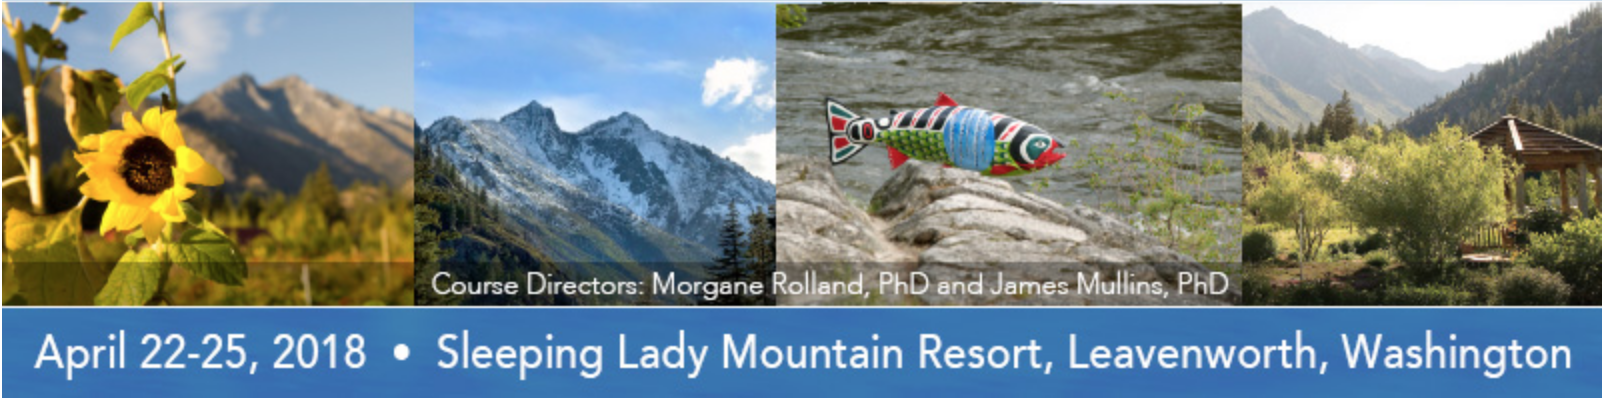 Course Directors: Morgane Rolland, PhD and James Mullins, PhD
April 22-25, 2018 • Sleeping Lady Mountain Resort, Leavenworth, Washington